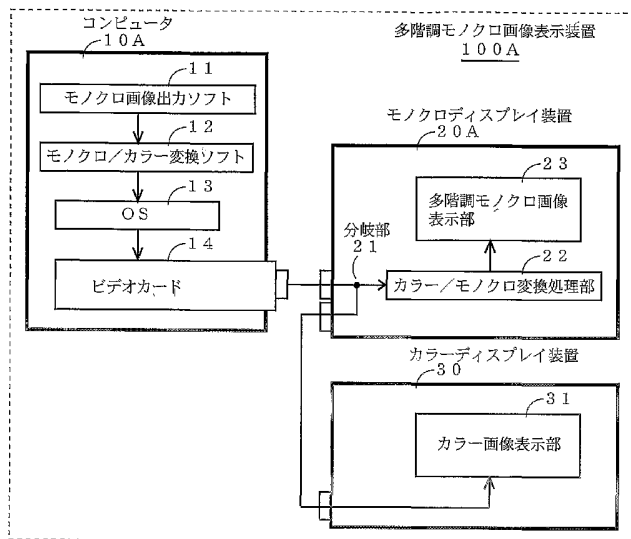 コンピュータ
10A
多階調モノクロ画像表示装置
100A
11
モノクロ画像出力ソフト
12
モノクロ/カラー変換ソフト
13
OS
14
ビデオカード
モノクロディスプレイ装置
20A
23
多階調モノクロ画像
表示部
分岐部
21
22
カラー/モノクロ変換処理部
カラーディスプレイ装置
30
31
カラー画像表示部